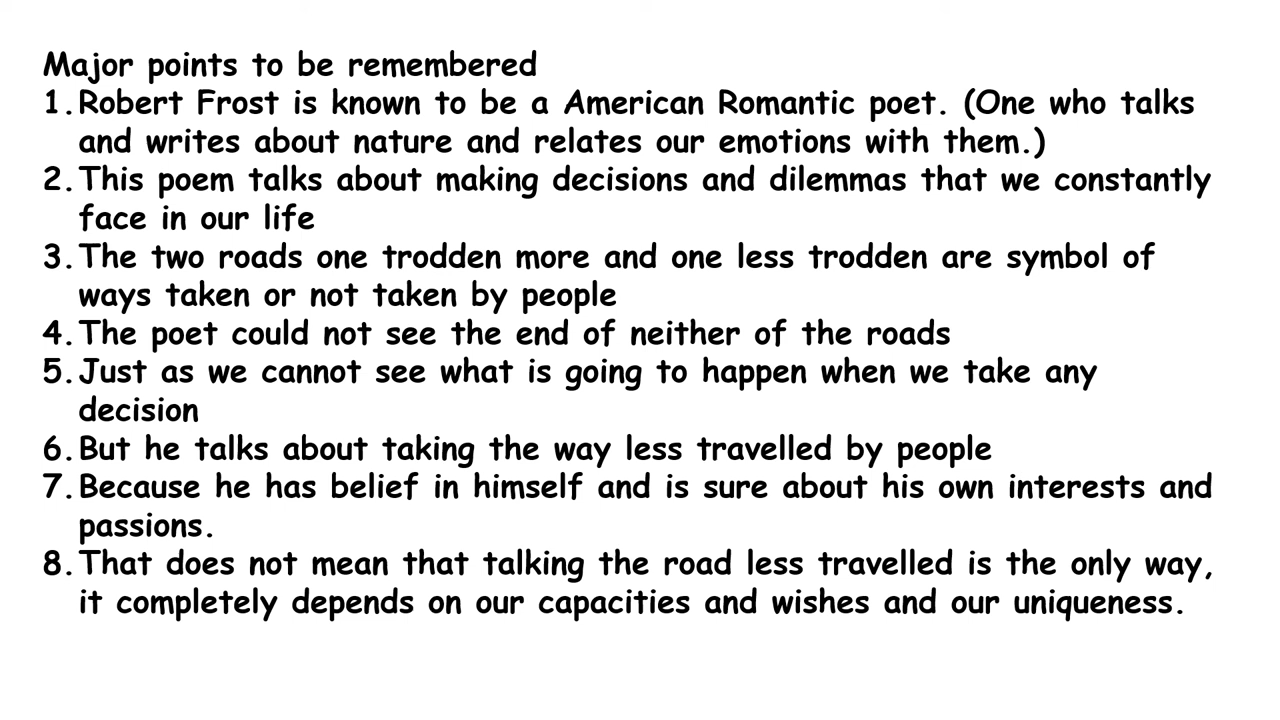 Major points to be remembered
1. Robert Frost is known to be a American Romantic poet. (One who talks
and writes about nature and relates our emotions with them.)
2. This poem talks about making decisions and dilemmas that we constantly
face in our life
3. The two roads one trodden more and one less trodden are symbol of
ways taken or not taken by people
4. The poet could not see the end of neither of the roads
5. Just as we cannot see what is going to happen when we take any
decision
6. But he talks about taking the way less travelled by people
7. Because he has belief in himself and is sure about his own interests and
passions.
8. That does not mean that talking the road less travelled is the only way,
it completely depends on our capacities and wishes and our uniqueness.